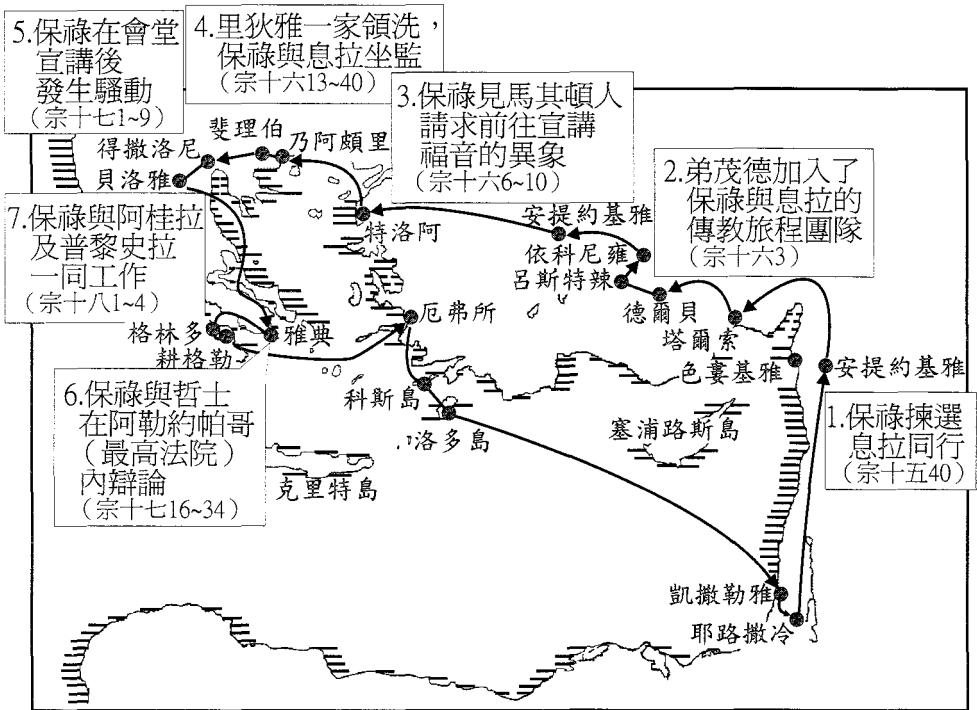 5.保祿在會堂
宣講後
發生騷動
（宗十七1~9）
4.里狄雅一家領洗，
保祿與息拉坐監
（宗十六13~40）
3.保祿見馬其頓人
請求前往宣講
福音的異象
（宗十六6~10）
2.弟茂德加入了
保祿與息拉的
傳教旅程團隊
（宗十六3）
斐理伯
乃阿頗里
得撒洛尼
貝洛雅
7.保祿與阿桂拉
及普黎史拉
一同工作
（宗十八1~4）
特洛阿
安提約基雅
依科尼雍
呂斯特辣
德爾貝
塔爾索
格林多
耕格勒
雅典
厄弗所
色婁基雅
安提約基雅
6.保祿與哲士
在阿勒約帕哥
（最高法院）
內辯論
（宗十七16~34）
科斯島
洛多島
克里特島
塞浦路斯島
1.保祿揀選
息拉同行
（宗十五40）
凱撒勒雅
耶路撒冷